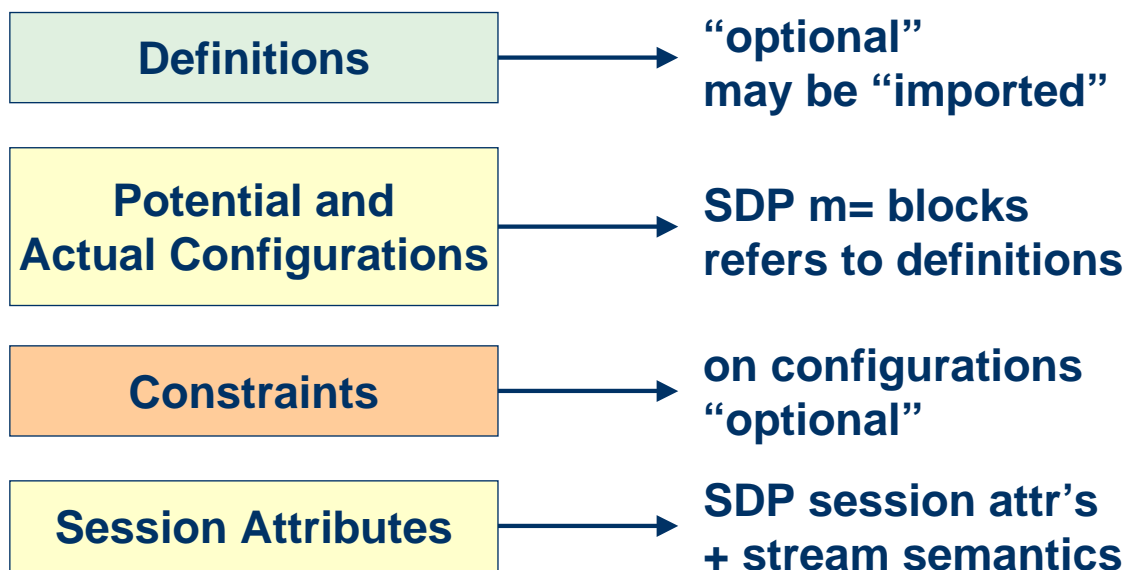 Definitions
“optional”
may be “imported”
Potential and
Actual Configurations
SDP m= blocks
refers to definitions
Constraints
on configurations
“optional”
Session Attributes
SDP session attr’s
+ stream semantics